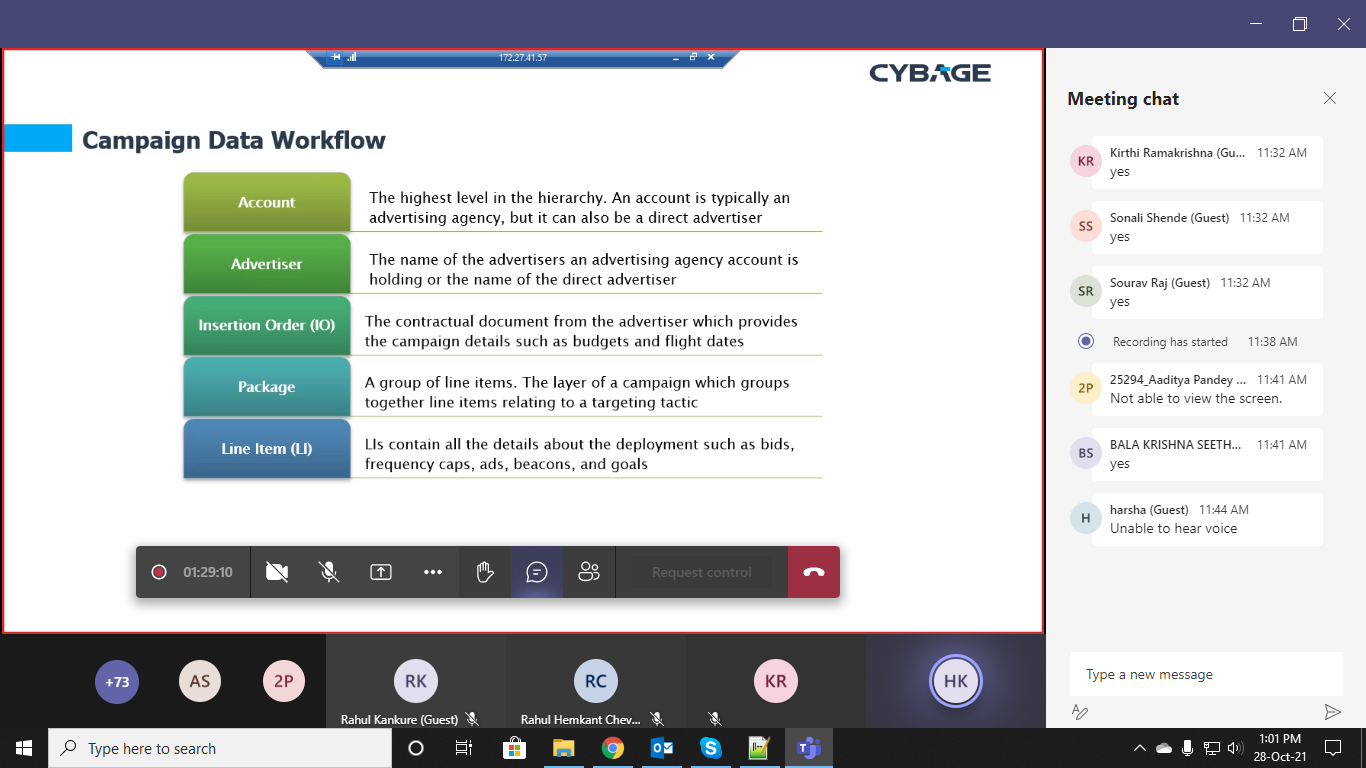 172.27.41.57
CYBAGE
Campaign Data Workflow
Account
The highest level in the hierarchy. An account is typically an
advertising agency, but it can also be a direct advertiser
Advertiser
The name of the advertisers an advertising agency account is
holding or the name of the direct advertiser
Insertion Order (IO)
The contractual document from the advertiser which provides
the campaign details such as budgets and flight dates
Package
A group of line items. The layer of a campaign which groups
together line items relating to a targeting tactic
Line Item (LI)
LIs contain all the details about the deployment such as bids,
frequency caps, ads, beacons, and goals
01:29:10
Request control
+73
AS
2P
RK
Rahul Kankure (Guest)
RC
Rahul Hemkant Chev...
KR
HK
Meeting chat
KR
Kirthi Ramakrishna (Gu... 11:32 AM
yes
SS
Sonali Shende (Guest) 11:32 AM
yes
SR
Sourav Raj (Guest) 11:32 AM
yes
Recording has started 11:38 AM
2P
25294_Aaditya Pandey ... 11:41 AM
Not able to view the screen.
BS
BALA KRISHNA SEETH... 11:41 AM
yes
H
harsha (Guest) 11:44 AM
Unable to hear voice
Type a new message
Type here to search
1:01 PM
28-Oct-21